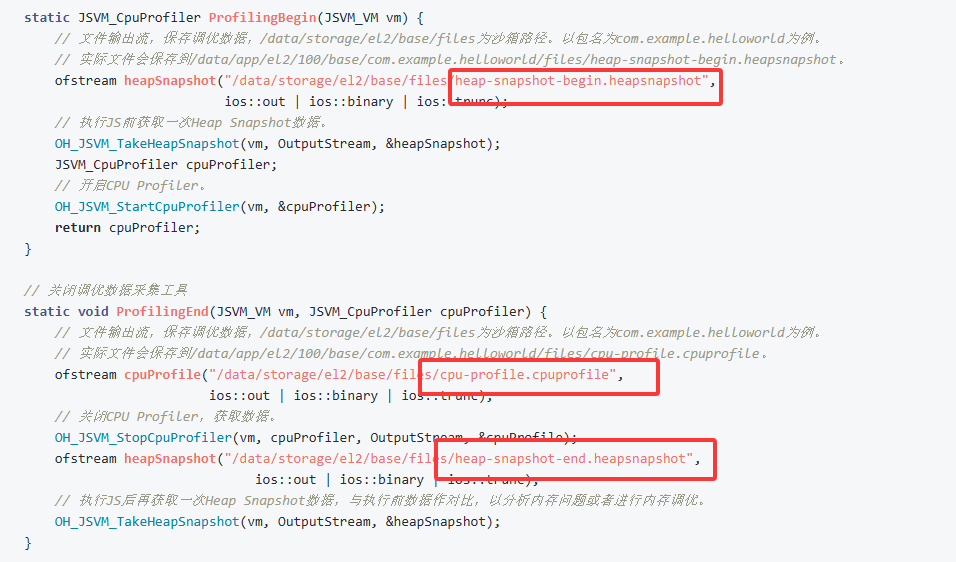 static JSVM_CpuProfiler ProfilingBegin(JSVM_VM vm) {
    // 文件输出流，保存调优数据，/data/storage/el2/base/files为沙箱路径。以包名为com.example.helloworld为例。
    // 实际文件会保存到/data/app/el2/100/base/com.example.helloworld/files/heap-snapshot-begin.heapsnapshot。
    ofstream heapSnapshot("/data/storage/el2/base/files/heap-snapshot-begin.heapsnapshot",
                          ios::out | ios::binary | ios::trunc);
    // 执行JS前获取一次Heap Snapshot数据。
    OH_JSVM_TakeHeapSnapshot(vm, OutputStream, &heapSnapshot);
    JSVM_CpuProfiler cpuProfiler;
    // 开启CPU Profiler。
    OH_JSVM_StartCpuProfiler(vm, &cpuProfiler);
    return cpuProfiler;
}
// 关闭调优数据采集工具
static void ProfilingEnd(JSVM_VM vm, JSVM_CpuProfiler cpuProfiler) {
    // 文件输出流，保存调优数据，/data/storage/el2/base/files为沙箱路径。以包名为com.example.helloworld为例。
    // 实际文件会保存到/data/app/el2/100/base/com.example.helloworld/files/cpu-profile.cpuprofile。
    ofstream cpuProfile("/data/storage/el2/base/files/cpu-profile.cpuprofile",
                        ios::out | ios::binary | ios::trunc);
    // 关闭CPU Profiler，获取数据。
    OH_JSVM_StopCpuProfiler(vm, cpuProfiler, OutputStream, &cpuProfile);
    ofstream heapSnapshot("/data/storage/el2/base/files/heap-snapshot-end.heapsnapshot",
                              ios::out | ios::binary | ios::trunc);
    // 执行JS后再获取一次Heap Snapshot数据，与执行前数据作对比，以分析内存问题或者进行内存调优。
    OH_JSVM_TakeHeapSnapshot(vm, OutputStream, &heapSnapshot);
}